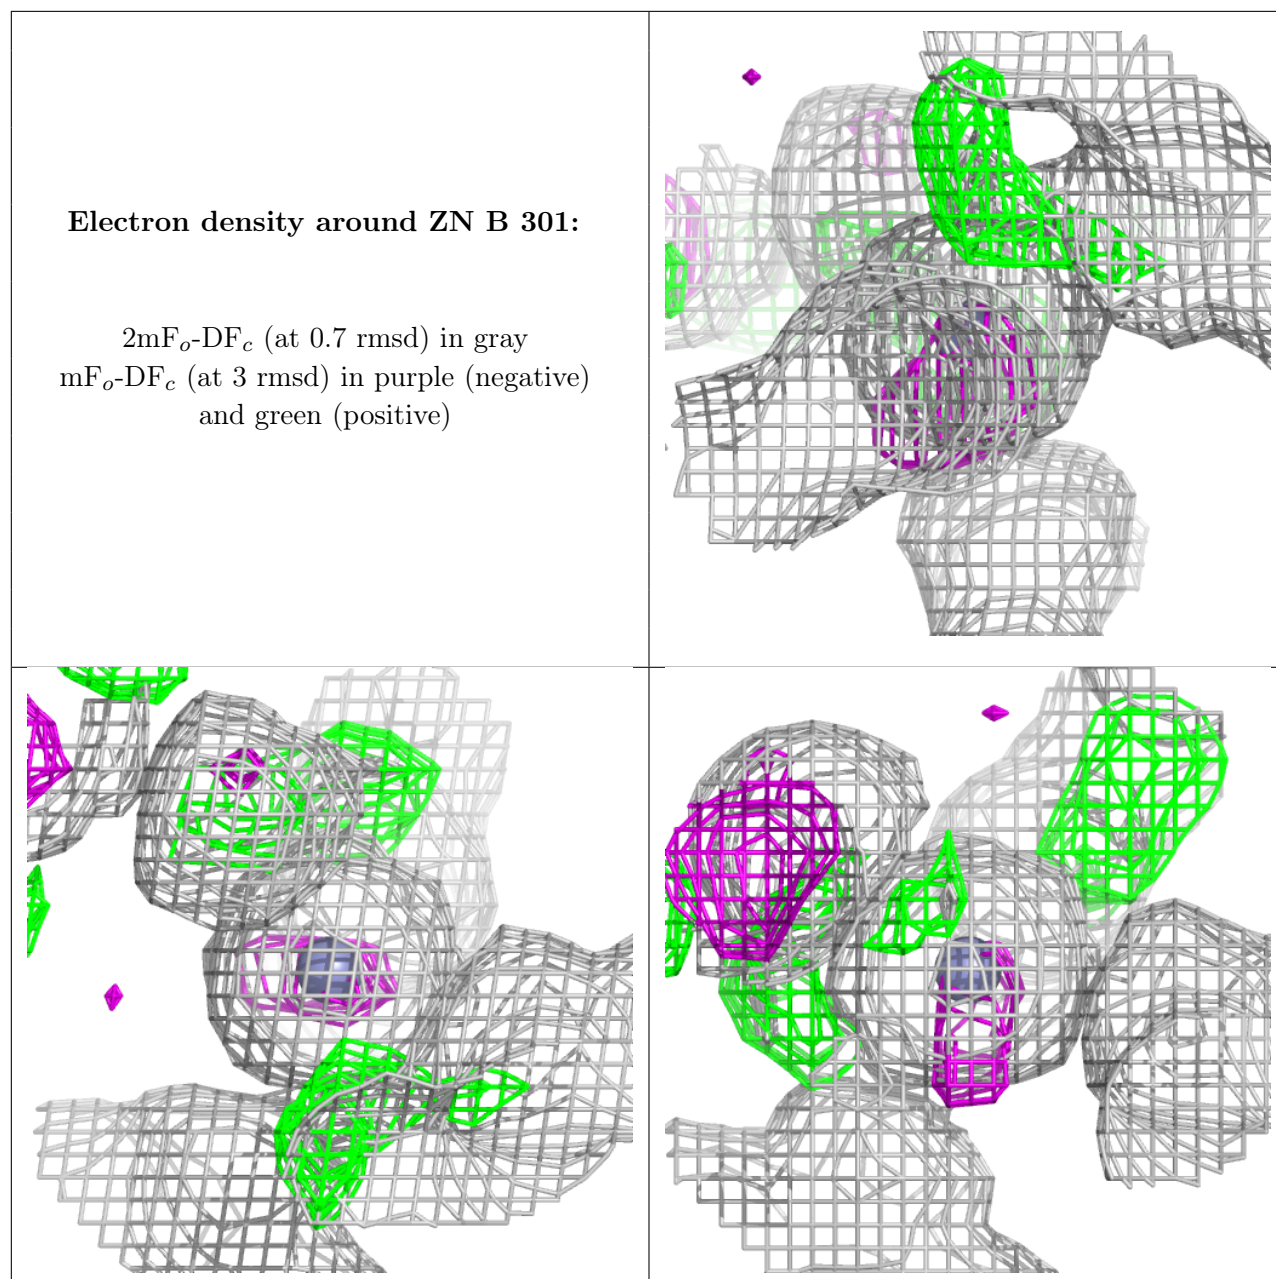 Electron density around ZN B 301:
2mFo-DFc (at 0.7 rmsd) in gray
mFo-DFc (at 3 rmsd) in purple (negative)
and green (positive)